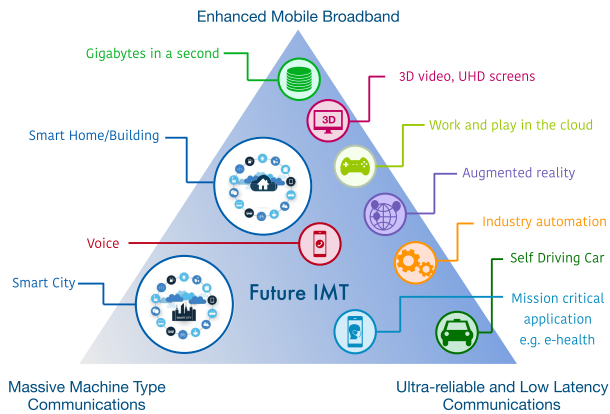 Enhanced Mobile Broadband
Gigabytes in a second
3D video, UHD screens
3D
Work and play in the cloud
Smart Home/Building
Augmented reality
Industry automation
Voice
Self Driving Car
Smart City
Future IMT
Mission critical
application
e.g. e-health
SMART CITY
Massive Machine Type
Communications
Ultra-reliable and Low Latency
Communications